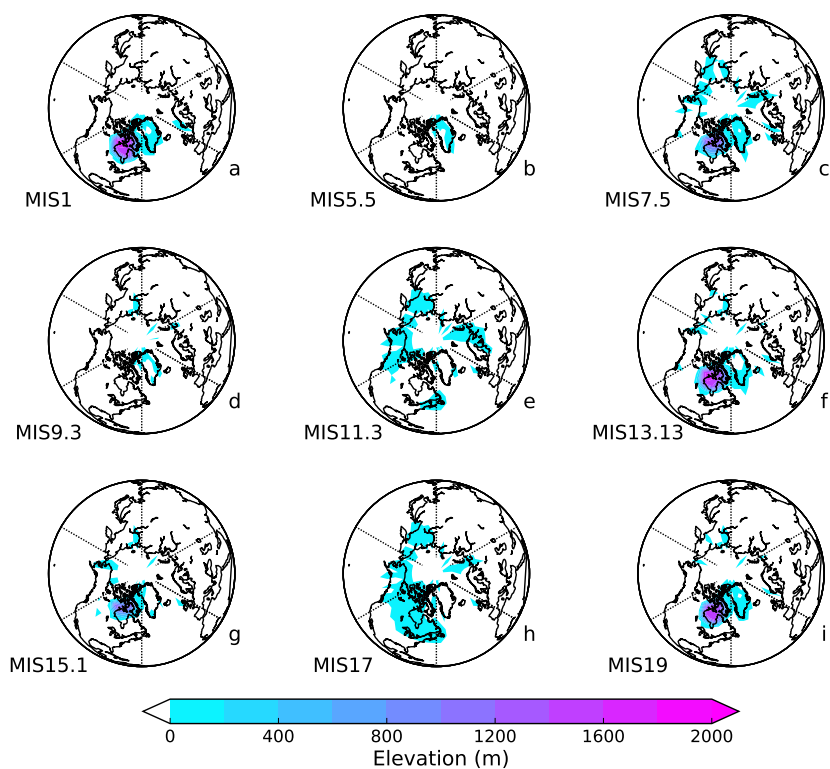 a
b
c
MIS1
MIS5.5
MIS7.5
d
e
f
MIS9.3
MIS11.3
MIS13.13
g
h
i
MIS15.1
MIS17
MIS19
0 400 800 1200 1600 2000
Elevation (m)